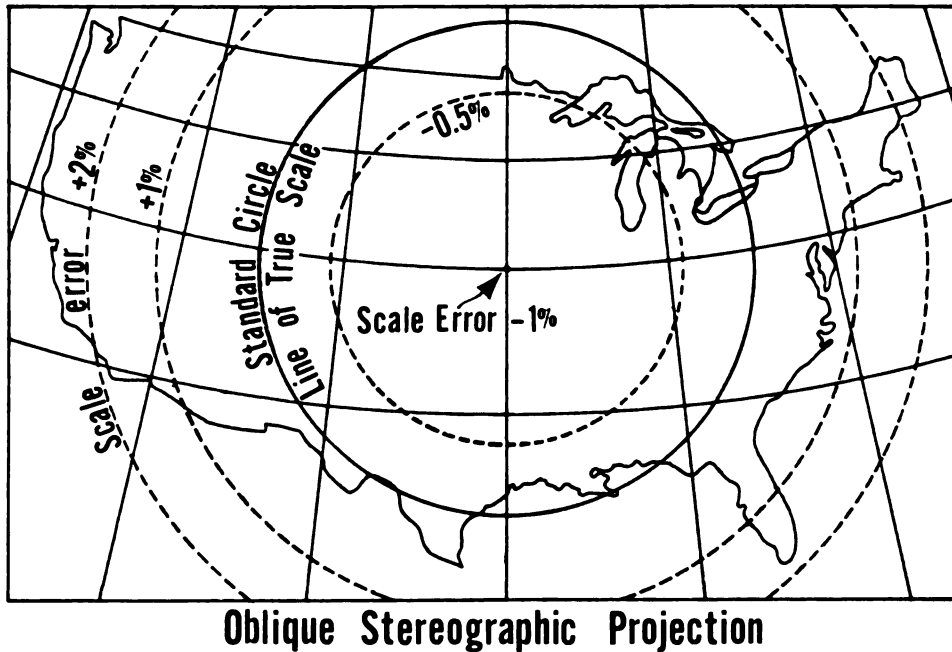 -0.5%
+2%
+1%
Standard Circle
Line of True Scale
Scale error
Scale Error -1%
Oblique Stereographic Projection